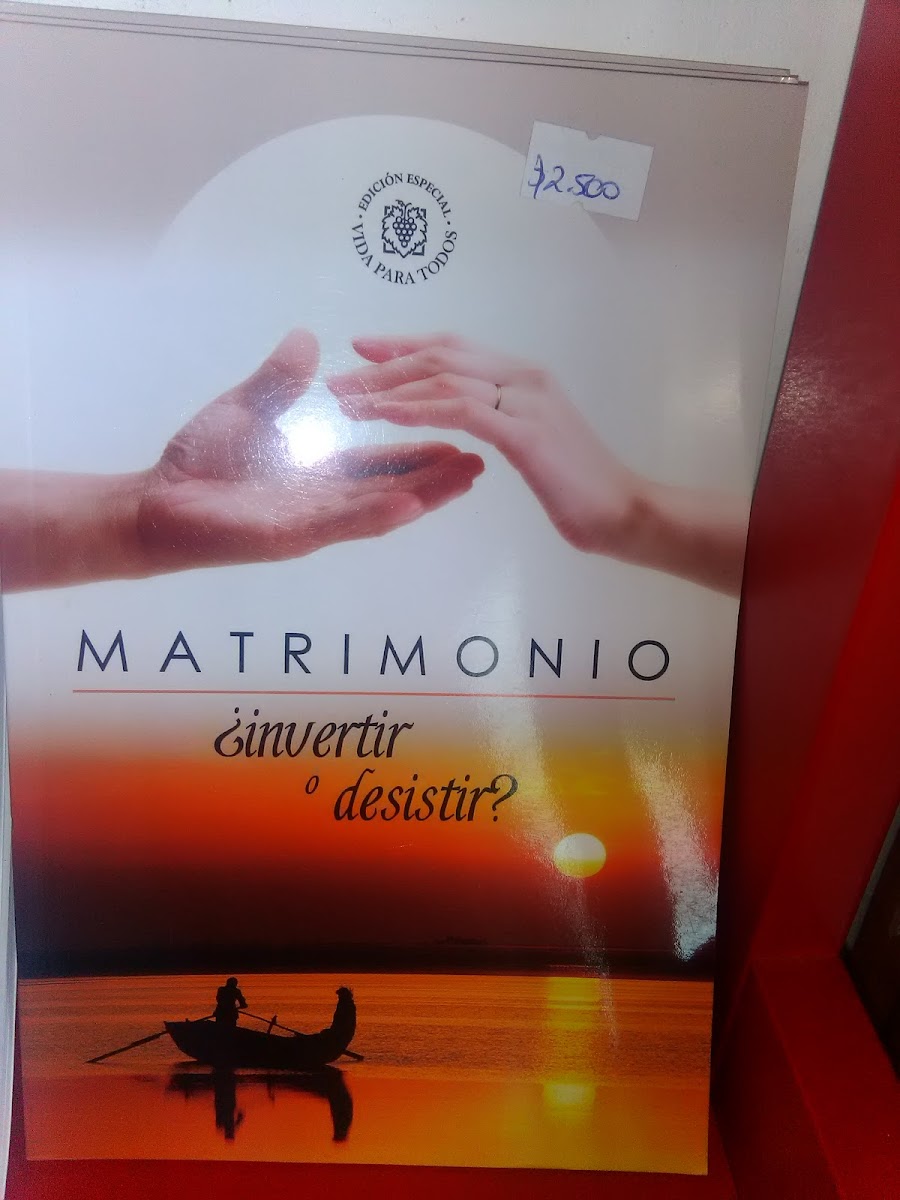 $2.500
• EDICIÓN ESPECIAL •
VIDA PARA TODOS
MATRIMONIO
¿invertir
o desistir?